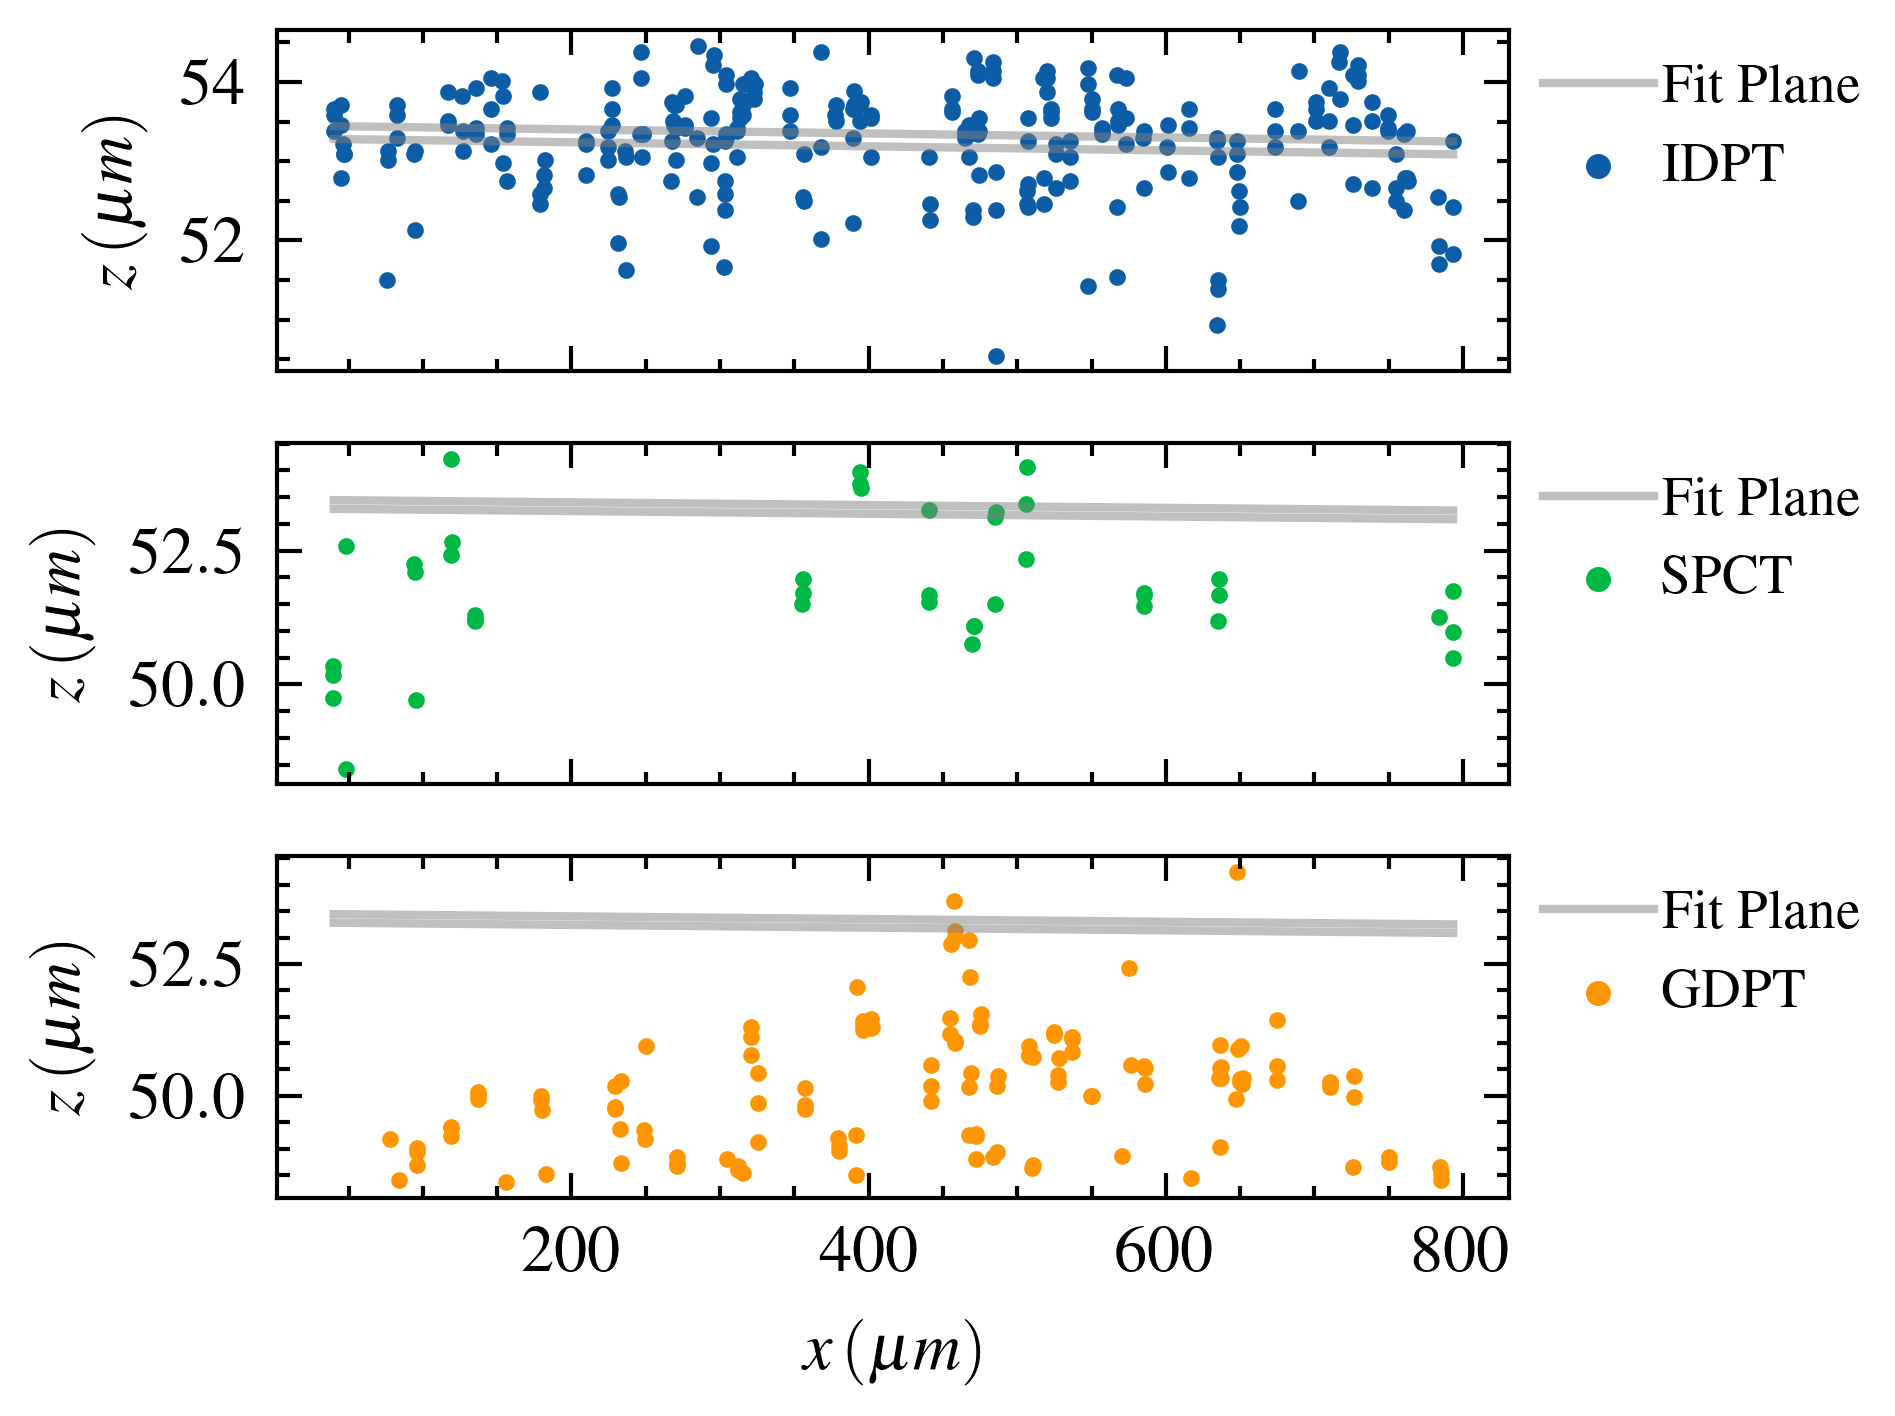 z (μm)
54
52
Fit Plane
IDPT
z (μm)
52.5
50.0
Fit Plane
SPCT
z (μm)
52.5
50.0
Fit Plane
GDPT
200 400 600 800
x (μm)